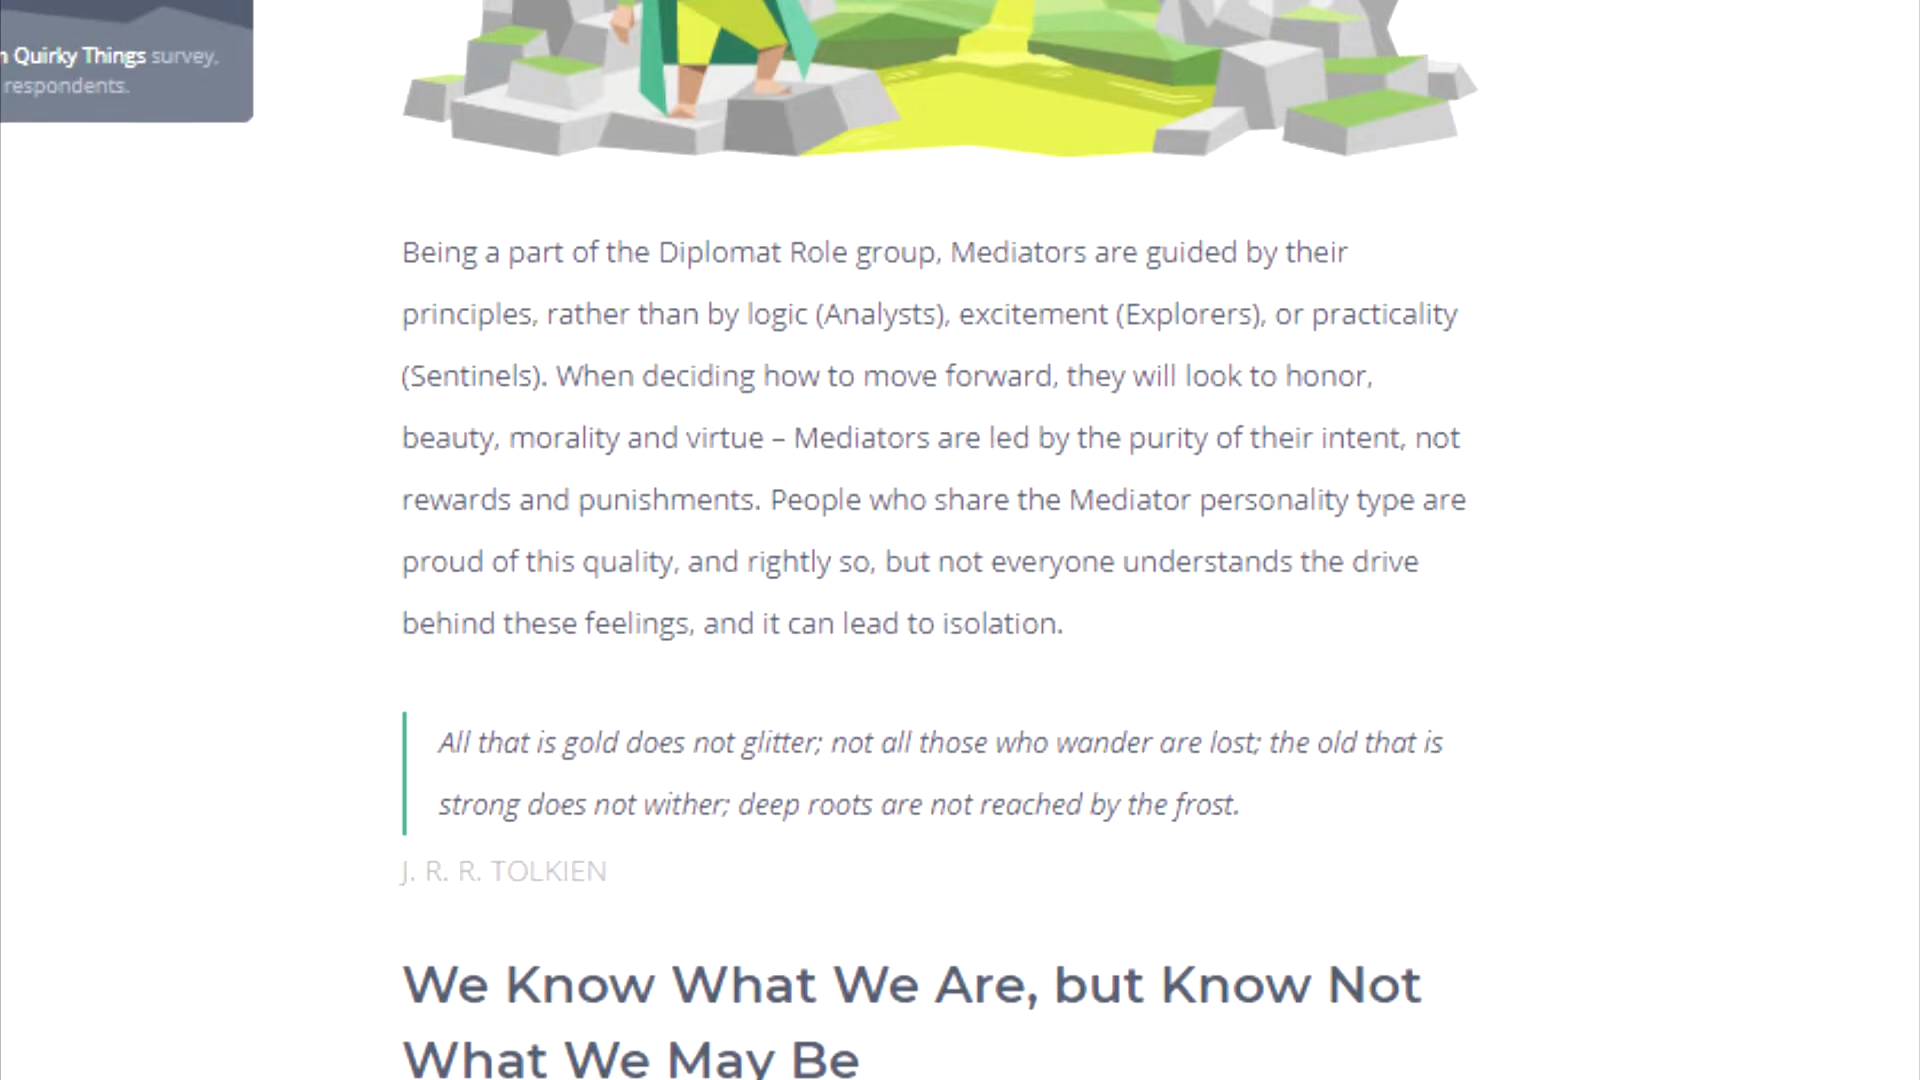 Quirky Things survey,
respondents.
Being a part of the Diplomat Role group, Mediators are guided by their
principles, rather than by logic (Analysts), excitement (Explorers), or practicality
(Sentinels). When deciding how to move forward, they will look to honor,
beauty, morality and virtue – Mediators are led by the purity of their intent, not
rewards and punishments. People who share the Mediator personality type are
proud of this quality, and rightly so, but not everyone understands the drive
behind these feelings, and it can lead to isolation.
All that is gold does not glitter; not all those who wander are lost; the old that is
strong does not wither; deep roots are not reached by the frost.
J. R. R. TOLKIEN
We Know What We Are, but Know Not
What We May Be